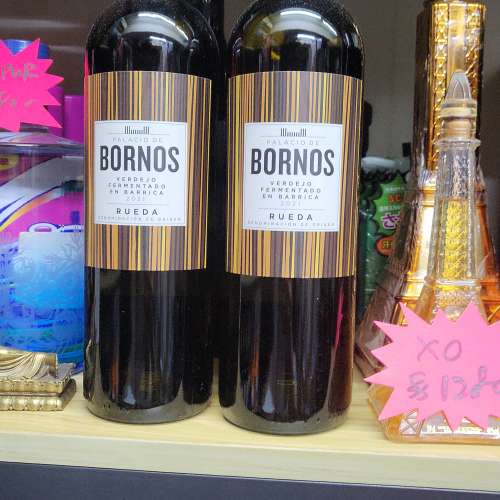 PALACIO DE
BORNOS
VERDEJO
FERMENTADO
EN BARRICA
RUEDA
DENOMINACIÓN DE ORIGEN
PALACIO DE
BORNOS
VERDEJO
FERMENTADO
EN BARRICA
2021
RUEDA
DENOMINACIÓN DE ORIGEN
XO